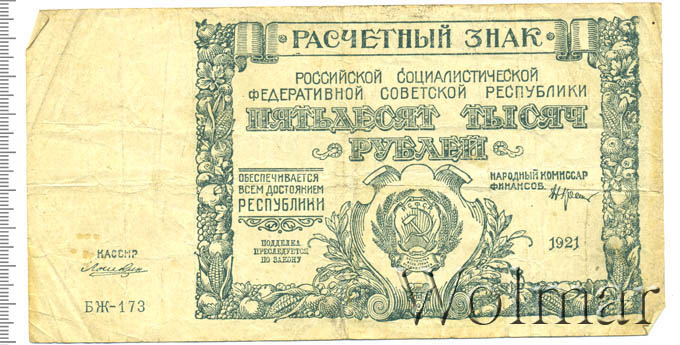 РАСЧЕТНЫЙ ЗНАК
РОССИЙСКОЙ СОЦИАЛИСТИЧЕСКОЙ
ФЕДЕРАТИВНОЙ СОВЕТСКОЙ РЕСПУБЛИКИ
ПЯТЬДЕСЯТ ТЫСЯЧ
РУБЛЕЙ
ОБЕСПЕЧИВАЕТСЯ
ВСЕМ ДОСТОЯНИЕМ
РЕСПУБЛИКИ
НАРОДНЫЙ КОМИССАР
ФИНАНСОВ
ПОДДЕЛКА
ПРЕСЛЕДУЕТСЯ
ПО ЗАКОНУ
1921
КАССИР
БЖ-173
Wolmar